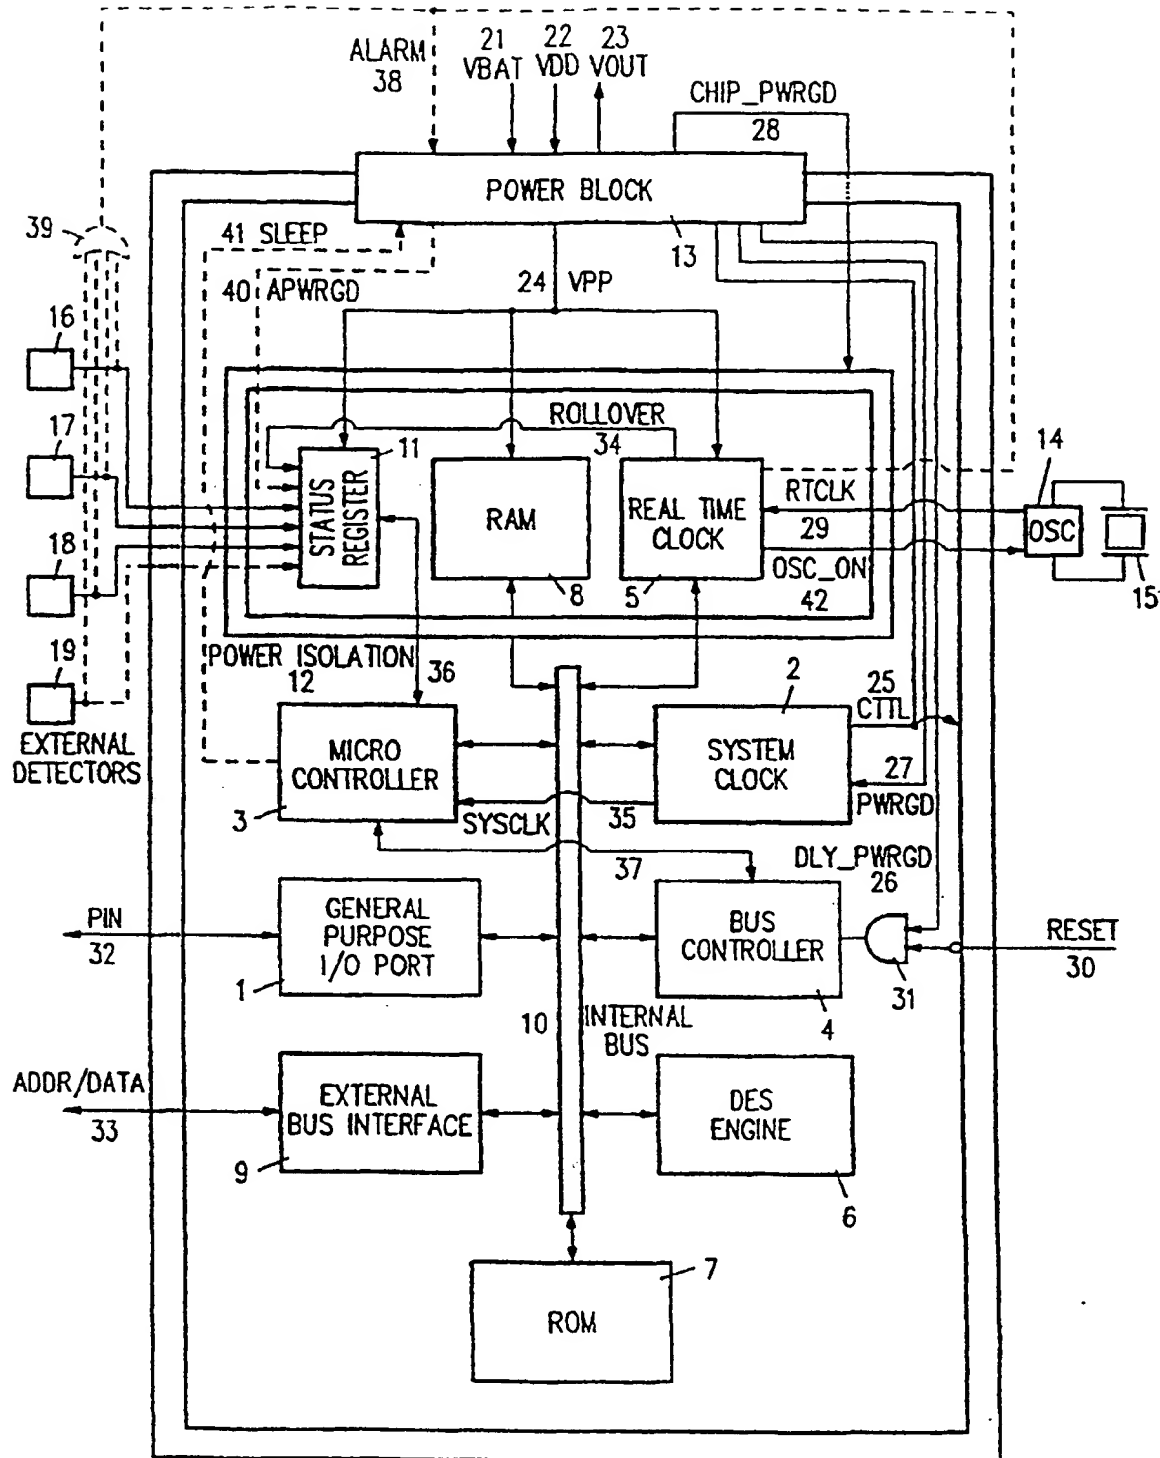 ALARM
38
21
VBAT
22
VDD
23
VOUT
CHIP_PWRGD
28
POWER BLOCK
13
39
41 SLEEP
40 APWRGD
24 VPP
16
17
18
19
EXTERNAL
DETECTORS
ROLLOVER
34
11
STATUS
REGISTER
RAM
8
REAL TIME
CLOCK
5
RTCLK
29
OSC_ON
42
14
OSC
15
POWER ISOLATION
12
36
MICRO
CONTROLLER
3
2
SYSTEM
CLOCK
25
CTTL
27
PWRGD
SYSCLK
35
37
DLY_PWRGD
26
PIN
32
GENERAL
PURPOSE
I/O PORT
1
BUS
CONTROLLER
4
31
RESET
30
10
INTERNAL
BUS
ADDR/DATA
33
EXTERNAL
BUS INTERFACE
9
DES
ENGINE
6
7
ROM